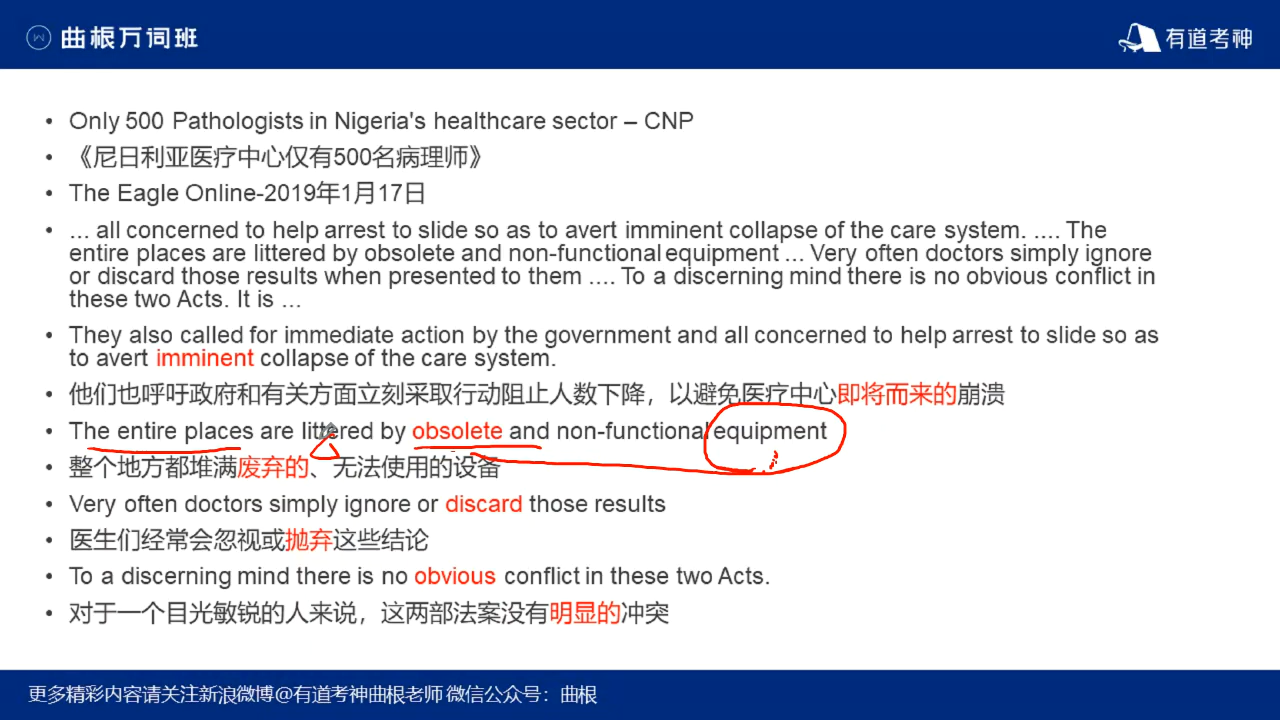 曲根万词班
有道考神
• Only 500 Pathologists in Nigeria's healthcare sector – CNP
• 《尼日利亚医疗中心仅有500名病理师》
• The Eagle Online-2019年1月17日
• ... all concerned to help arrest to slide so as to avert imminent collapse of the care system. .... The
entire places are littered by obsolete and non-functional equipment ... Very often doctors simply ignore
or discard those results when presented to them .... To a discerning mind there is no obvious conflict in
these two Acts. It is ...
• They also called for immediate action by the government and all concerned to help arrest to slide so as
to avert imminent collapse of the care system.
• 他们也呼吁政府和有关方面立刻采取行动阻止人数下降，以避免医疗中心即将而来的崩溃
• The entire places are littered by obsolete and non-functional equipment
• 整个地方都堆满废弃的、无法使用的设备
• Very often doctors simply ignore or discard those results
• 医生们经常会忽视或抛弃这些结论
• To a discerning mind there is no obvious conflict in these two Acts.
• 对于一个目光敏锐的人来说，这两部法案没有明显的冲突
更多精彩内容请关注新浪微博@有道考神曲根老师 微信公众号：曲根